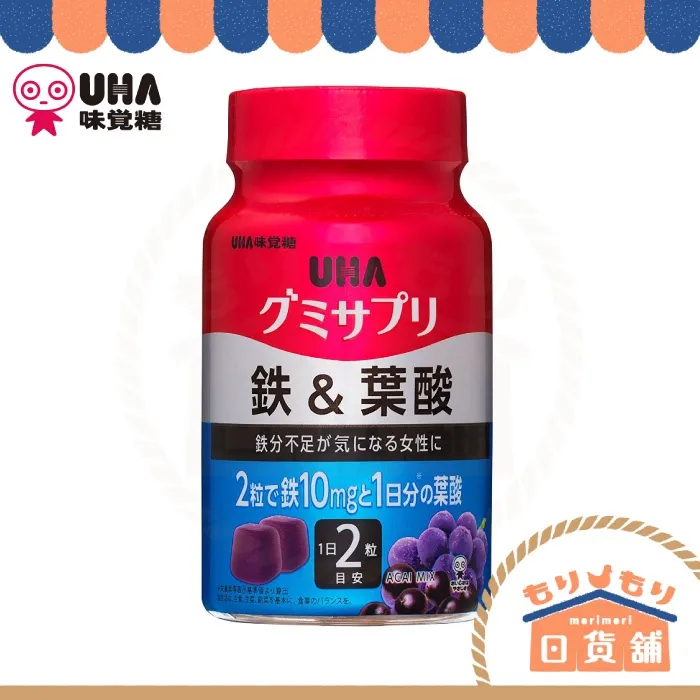 UHA
味覚糖
UHA味覚糖
UHA
グミサプリ
鉄 & 葉酸
鉄分不足が気になる女性に
2粒で鉄10mgと1日分※の葉酸
1日2粒
目安
ACAI MIX
もりもり
morimori
日貨舖